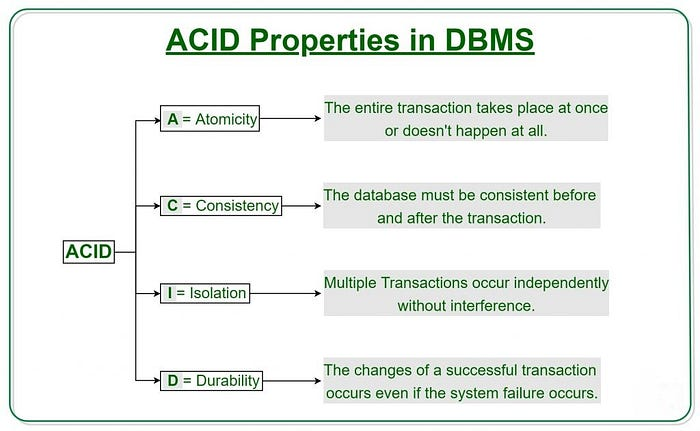 ACID Properties in DBMS
A = Atomicity
The entire transaction takes place at once
or doesn't happen at all.
C = Consistency
The database must be consistent before
and after the transaction.
ACID
I = Isolation
Multiple Transactions occur independently
without interference.
D = Durability
The changes of a successful transaction
occurs even if the system failure occurs.